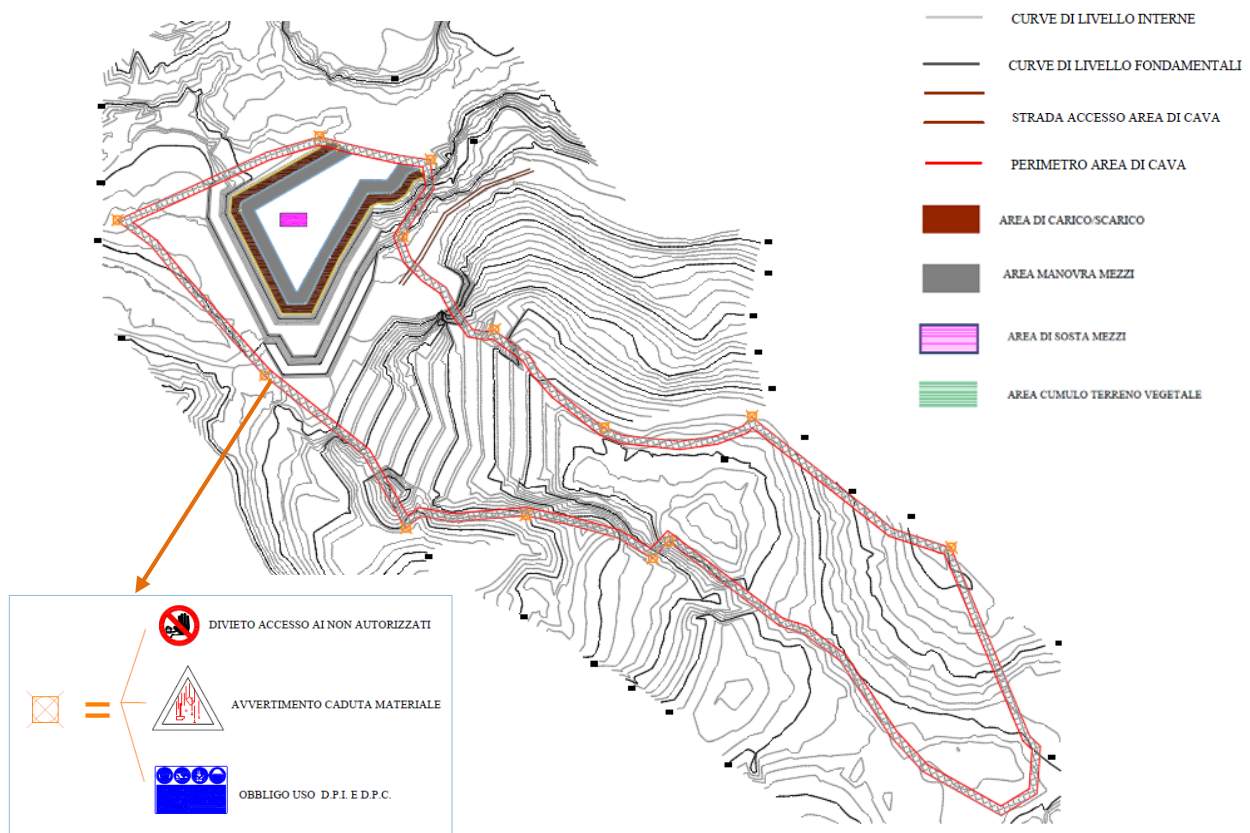 CURVE DI LIVELLO INTERNE
CURVE DI LIVELLO FONDAMENTALI
STRADA ACCESSO AREA DI CAVA
PERIMETRO AREA DI CAVA
AREA DI CARICO/SCARICO
AREA MANOVRA MEZZI
AREA DI SOSTA MEZZI
AREA CUMULO TERRENO VEGETALE
DIVIETO ACCESSO AI NON AUTORIZZATI
AVVERTIMENTO CADUTA MATERIALE
OBBLIGO USO D.P.I. E D.P.C.